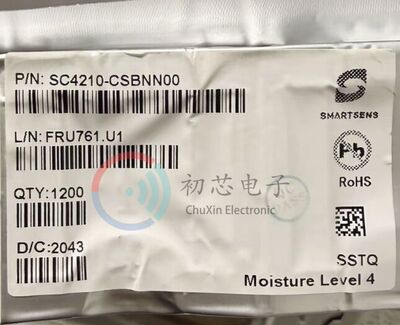 P/N: SC4210-CSBNN00
SMARTSENS
L/N: FRU761.U1
Pb
RoHS
初芯电子
ChuXin Electronic
QTY:1200
D/C:2043
SSTQ
Moisture Level 4